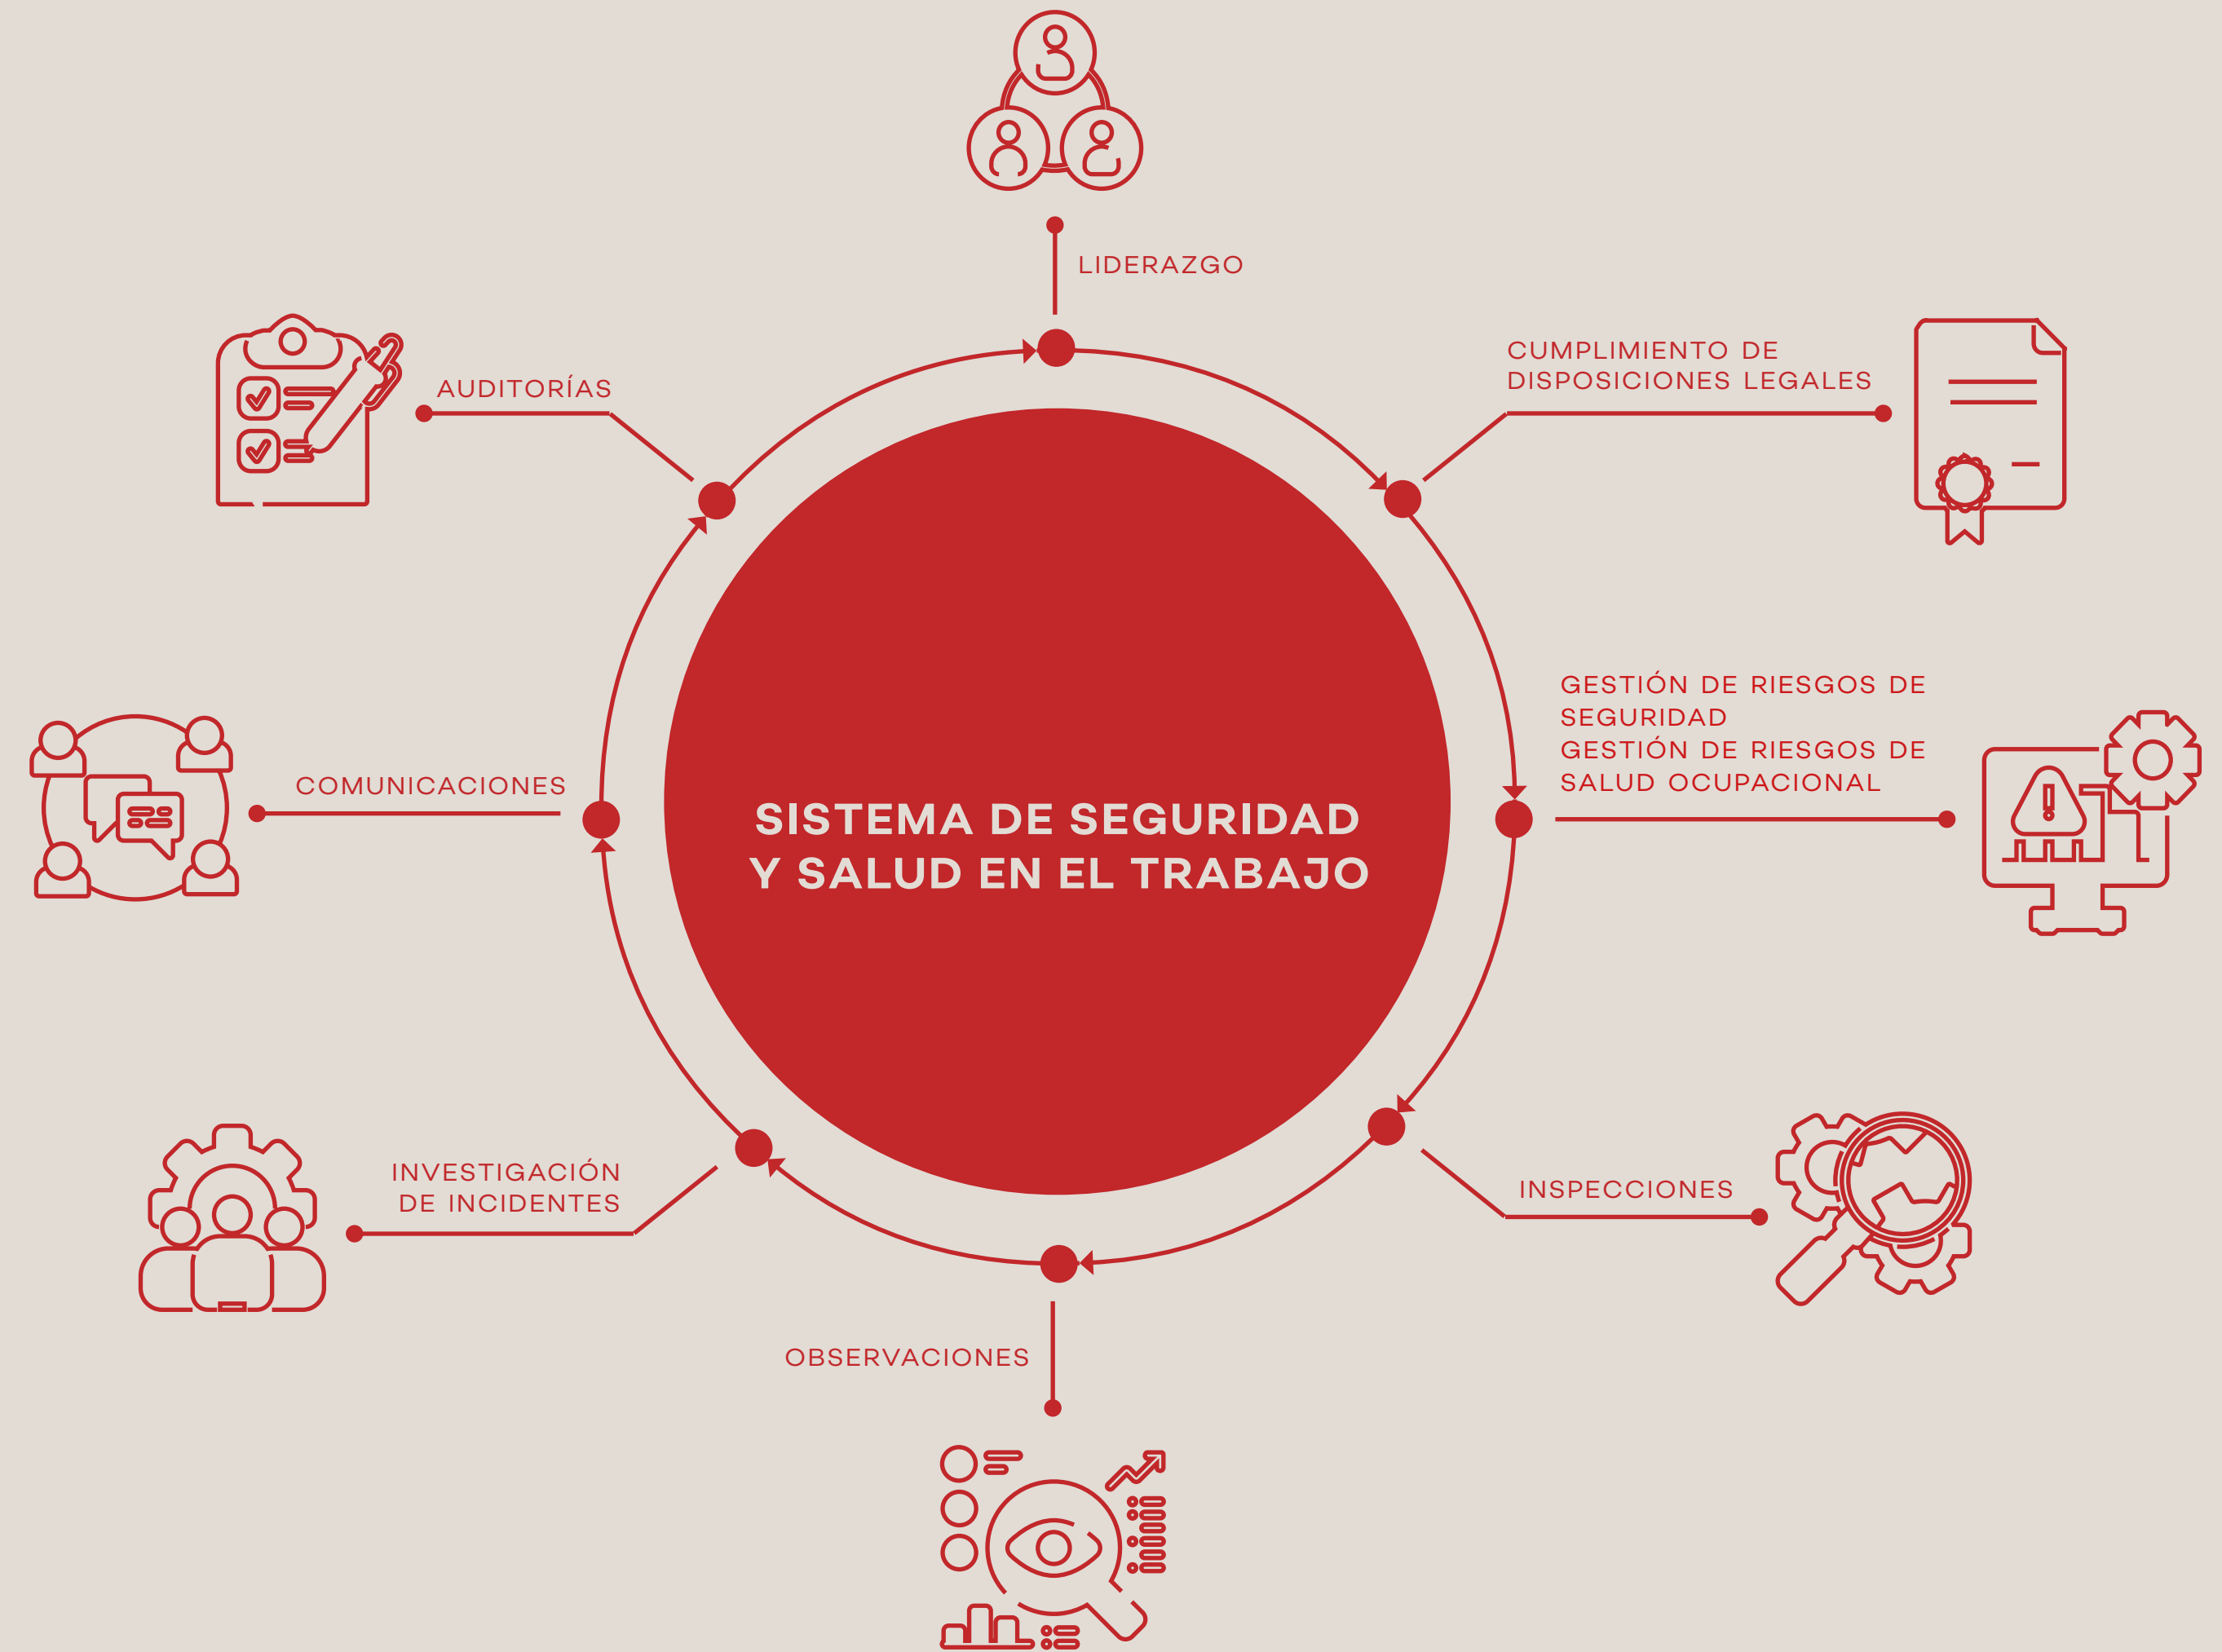 LIDERAZGO
CUMPLIMIENTO DE
DISPOSICIONES LEGALES
AUDITORÍAS
GESTIÓN DE RIESGOS DE
SEGURIDAD
GESTIÓN DE RIESGOS DE
SALUD OCUPACIONAL
COMUNICACIONES
SISTEMA DE SEGURIDAD
Y SALUD EN EL TRABAJO
INVESTIGACIÓN
DE INCIDENTES
INSPECCIONES
OBSERVACIONES